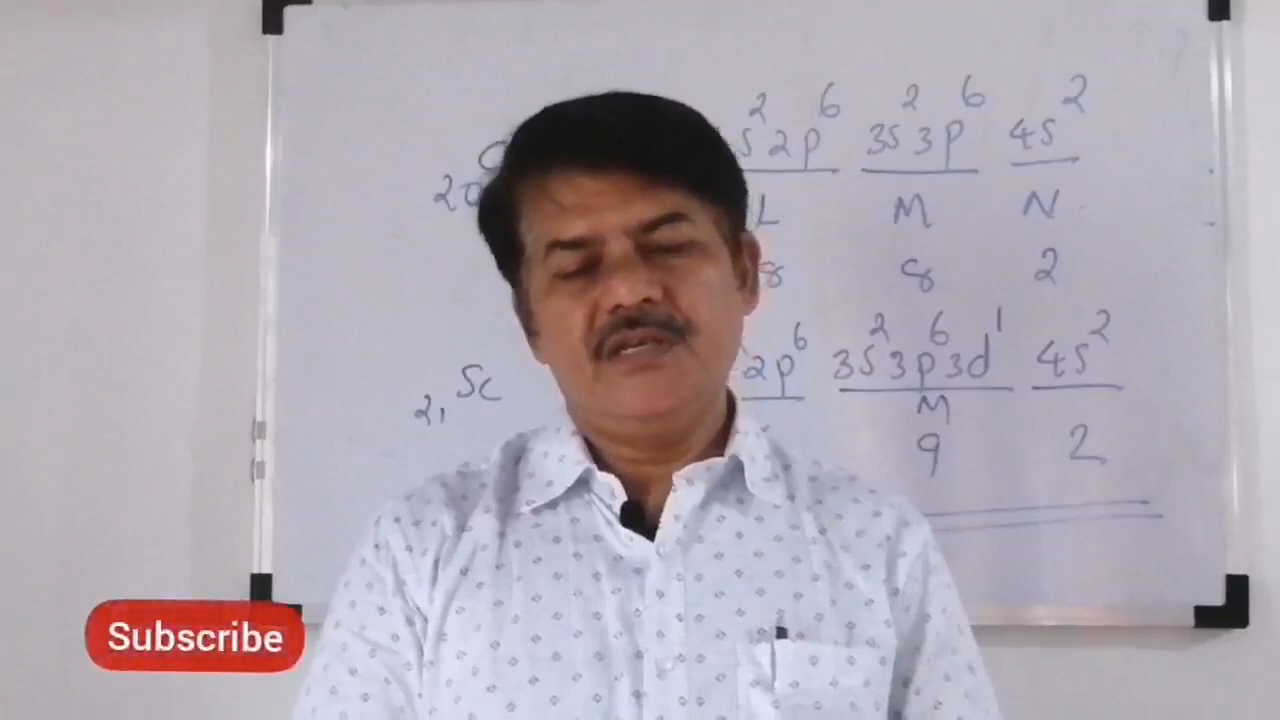 2 6 2 6 2
s 2p 3s 3p 4s
20
L M N
8 8 2
6 2 6 1 2
2p 3s 3p 3d 4s
21 Sc
M
9 2
Subscribe